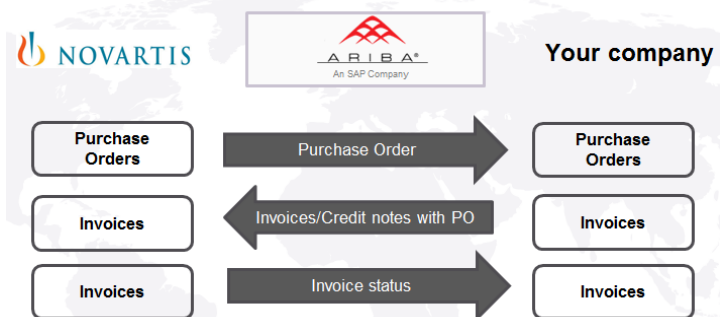 NOVARTIS
ARIBA®
An SAP Company
Your company
Purchase
Orders
Purchase Order
Purchase
Orders
Invoices
Invoices/Credit notes with PO
Invoices
Invoices
Invoice status
Invoices